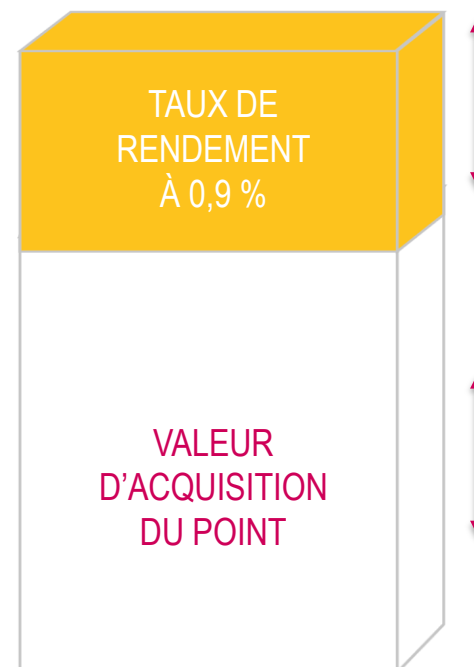 TAUX DE
RENDEMENT
À 0,9 %
VALEUR
D’ACQUISITION
DU POINT